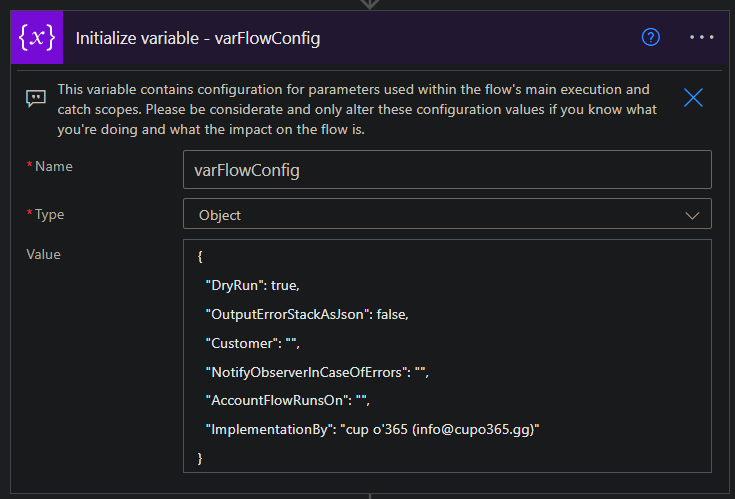 {x} Initialize variable - varFlowConfig
This variable contains configuration for parameters used within the flow's main execution and
catch scopes. Please be considerate and only alter these configuration values if you know what
you're doing and what the impact on the flow is.
* Name
varFlowConfig
* Type
Object
Value
{
"DryRun": true,
"OutputErrorStackAsJson": false,
"Customer": "",
"NotifyObserverInCaseOfErrors": "",
"AccountFlowRunsOn": "",
"ImplementationBy": "cup o'365 (info@cupo365.gg)"
}